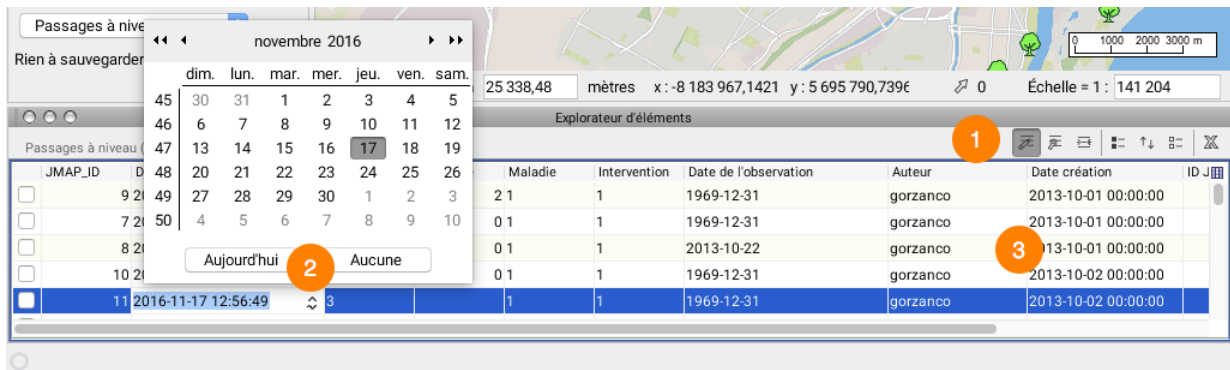 Passages à nive
Rien à sauvegarder
novembre 2016
dim. lun. mar. mer. jeu. ven. sam.
45 30 31 1 2 3 4 5
46 6 7 8 9 10 11 12
47 13 14 15 16 17 18 19
48 20 21 22 23 24 25 26
49 27 28 29 30 1 2 3
50 4 5 6 7 8 9 10
Aujourd'hui 2 Aucune
0 1000 2000 3000 m
25 338,48 mètres x : -8 183 967,1421 y : 5 695 790,7396 0 Échelle = 1 : 141 204
Explorateur d'éléments
Passages à niveau (
1
JMAP_ID D Maladie Intervention Date de l'observation Auteur Date création ID J
9 20 2 1 1 1969-12-31 gorzanco 2013-10-01 00:00:00
7 20 0 1 1 1969-12-31 gorzanco 2013-10-01 00:00:00
8 20 0 1 1 2013-10-22 gorzanco 3 2013-10-01 00:00:00
10 20 0 1 1 1969-12-31 gorzanco 2013-10-02 00:00:00
11 2016-11-17 12:56:49 3 1 1 1969-12-31 gorzanco 2013-10-02 00:00:00